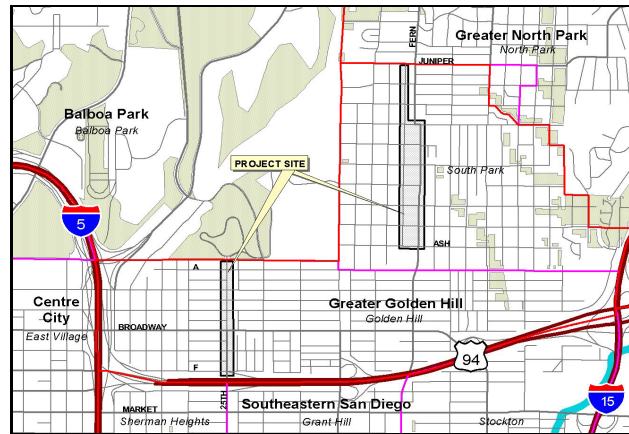 Greater North Park
North Park
FERN
JUNIPER
Balboa Park
Balboa Park
PROJECT SITE
South Park
5
ASH
A
Centre
City
East Village
Greater Golden Hill
Golden Hill
BROADWAY
94
F
15
25TH
MARKET
Southeastern San Diego
Sherman Heights
Grant Hill
Stockton